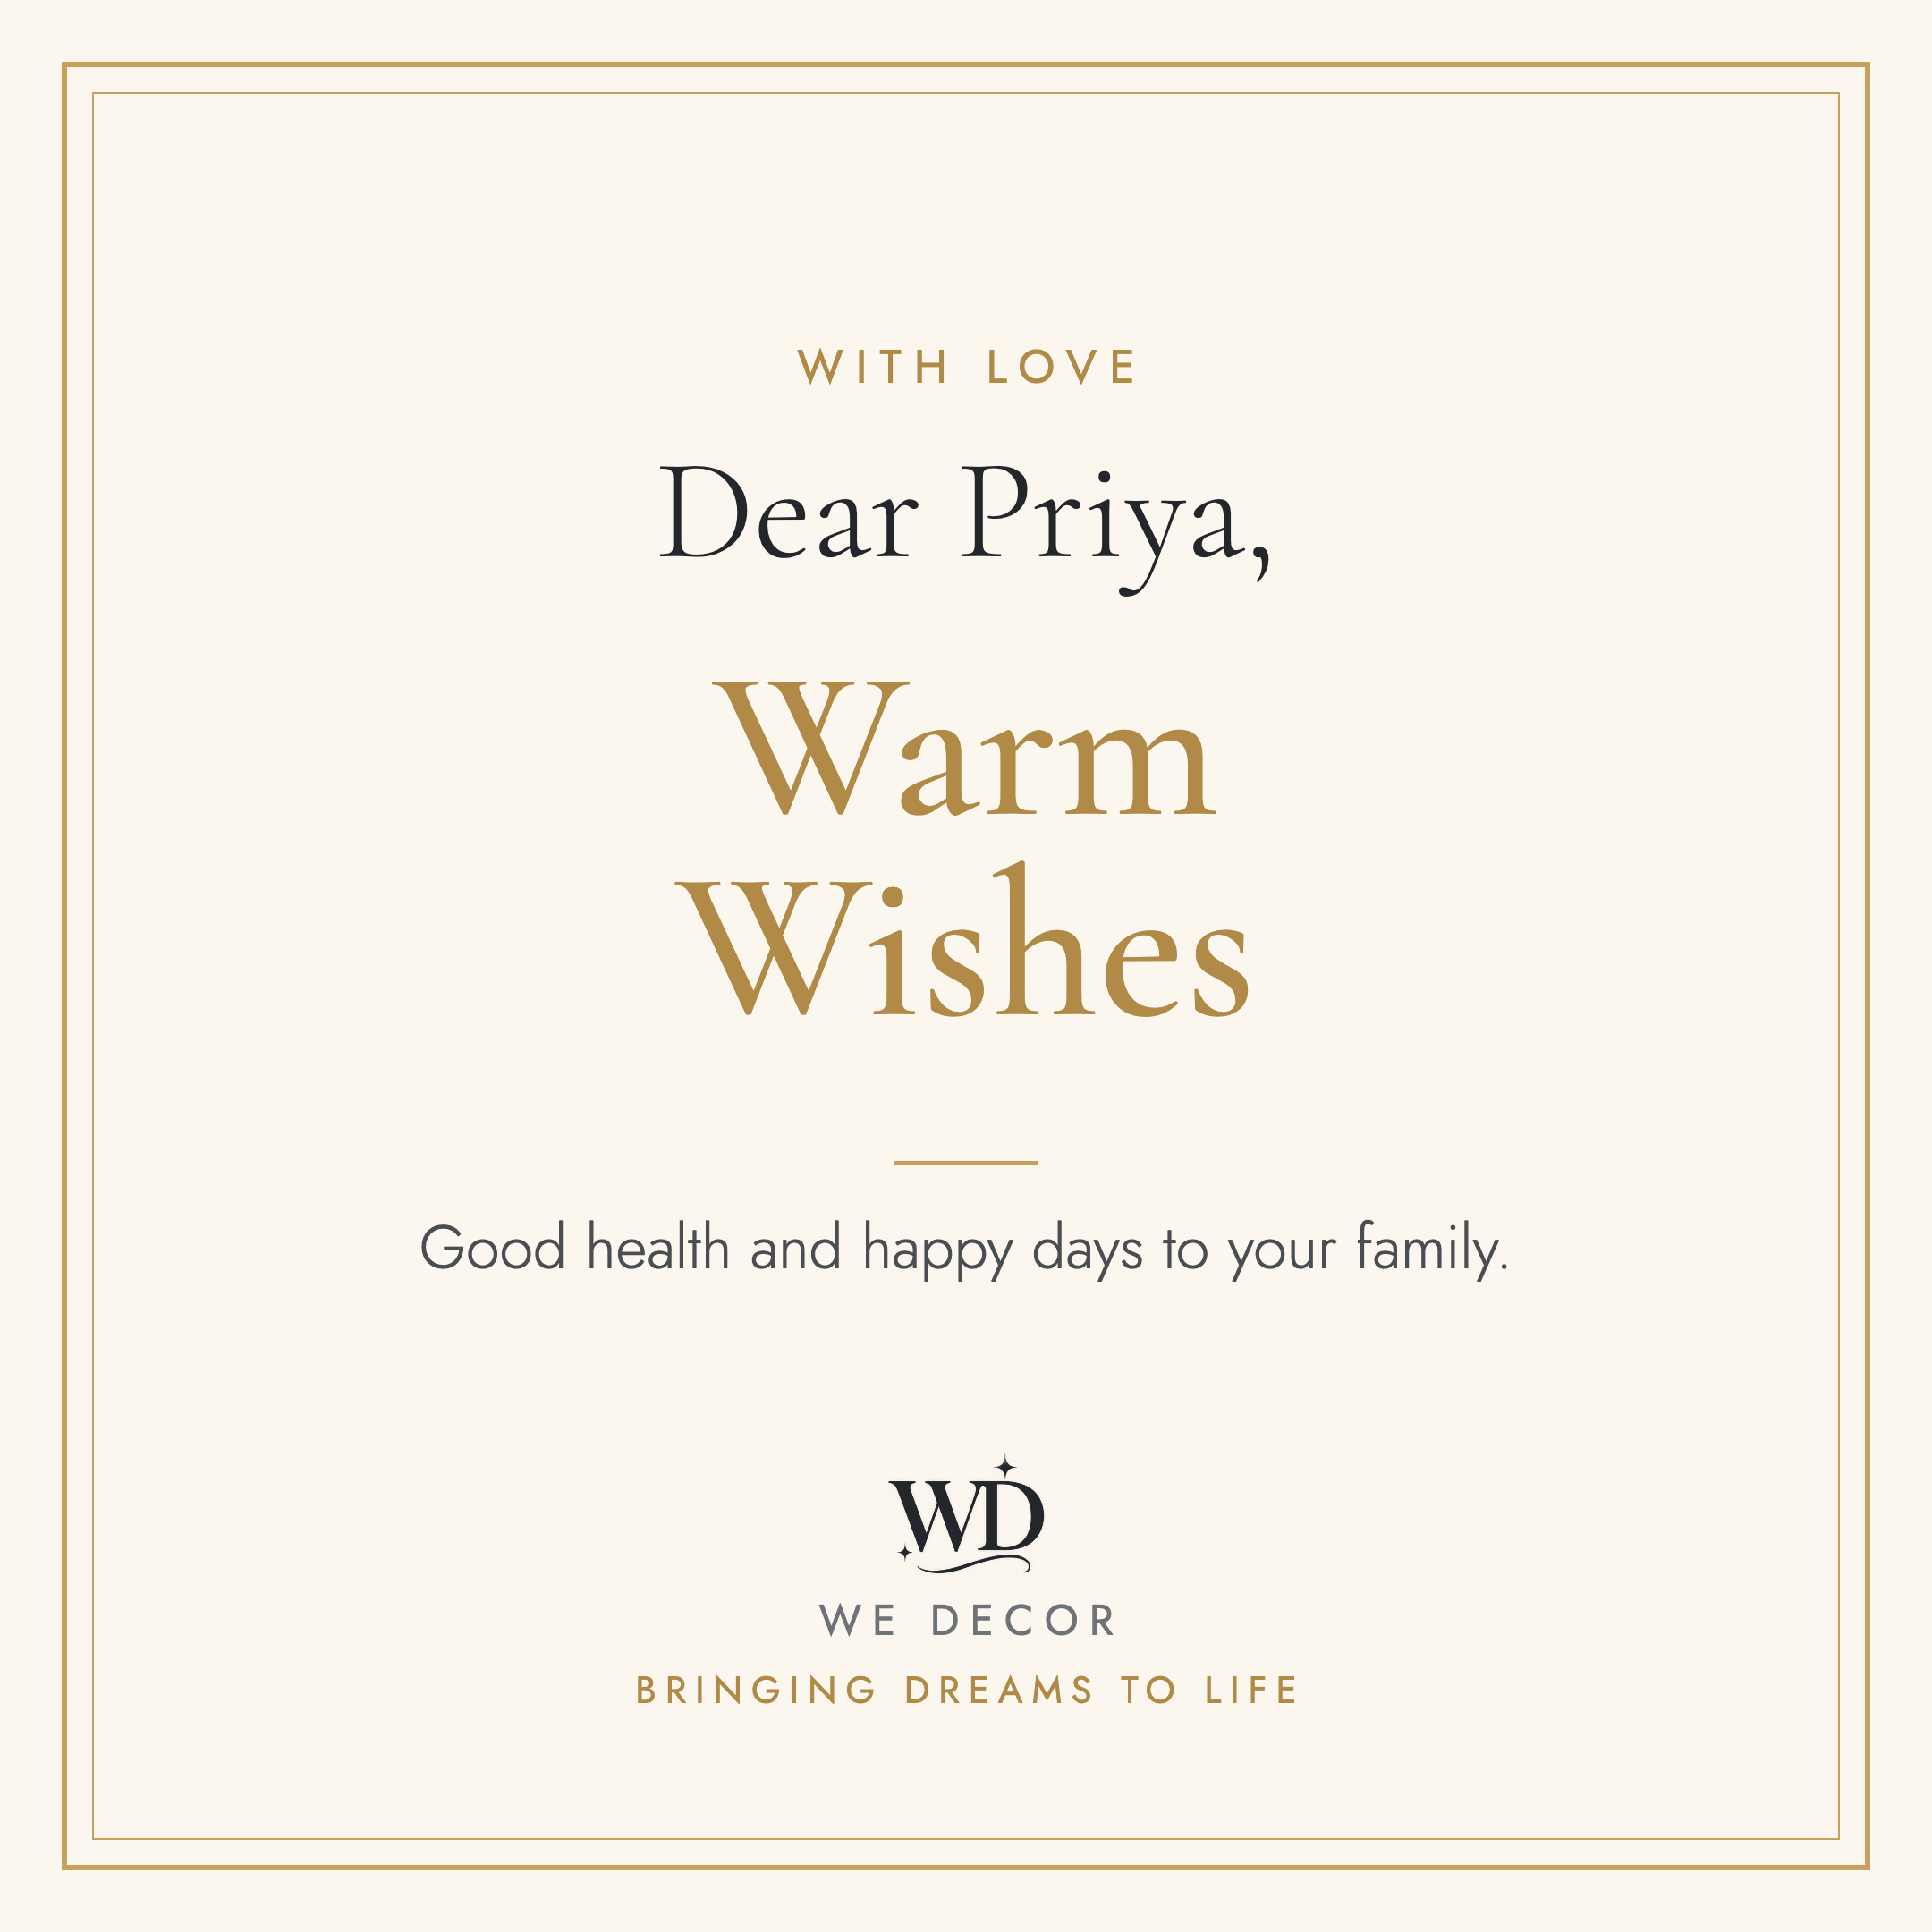 WITH LOVE
Dear Priya,
Warm
Wishes
Good health and happy days to your family.
WD
WE DECOR
BRINGING DREAMS TO LIFE